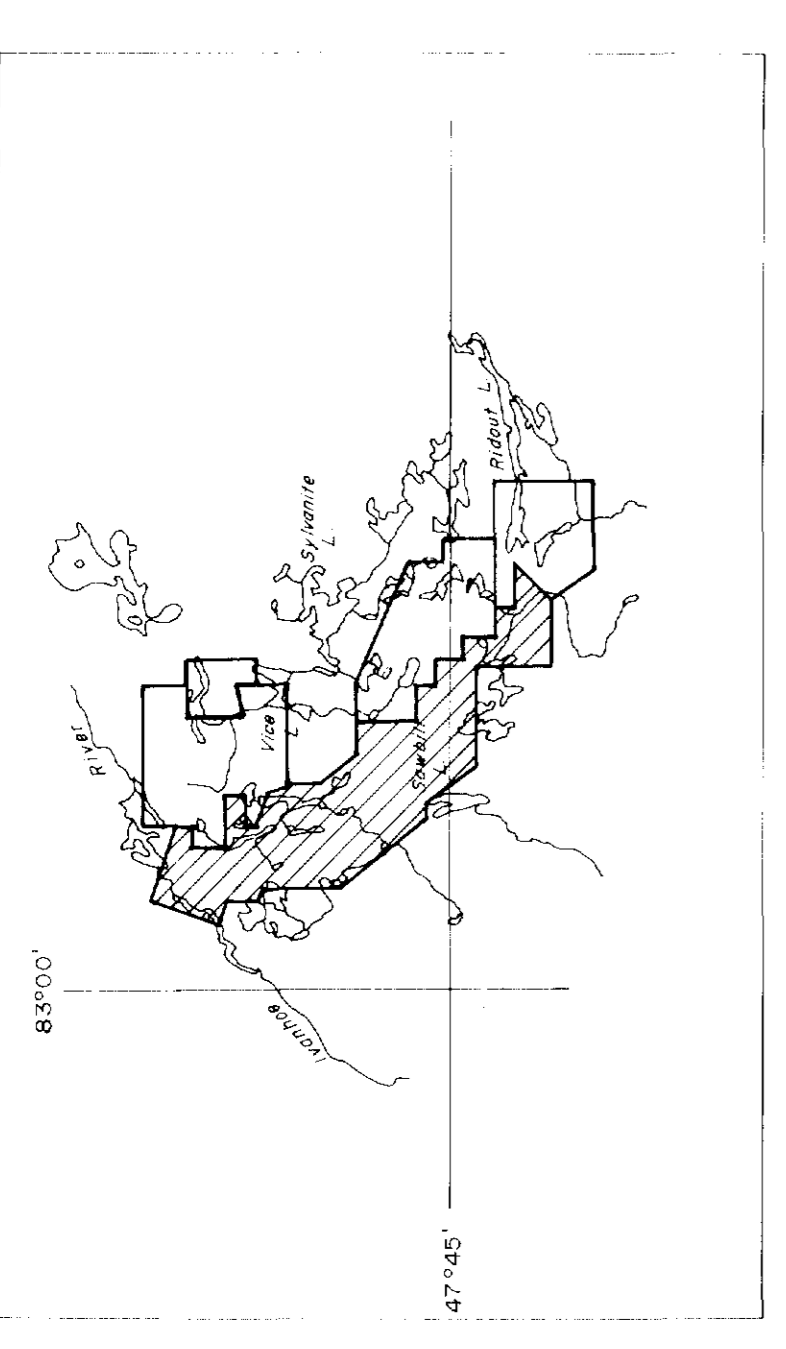 83°00'
River
Ivanhoe
Vice
L.
Sylvanite
L.
Sawbill
L.
Ridout L.
47°45'